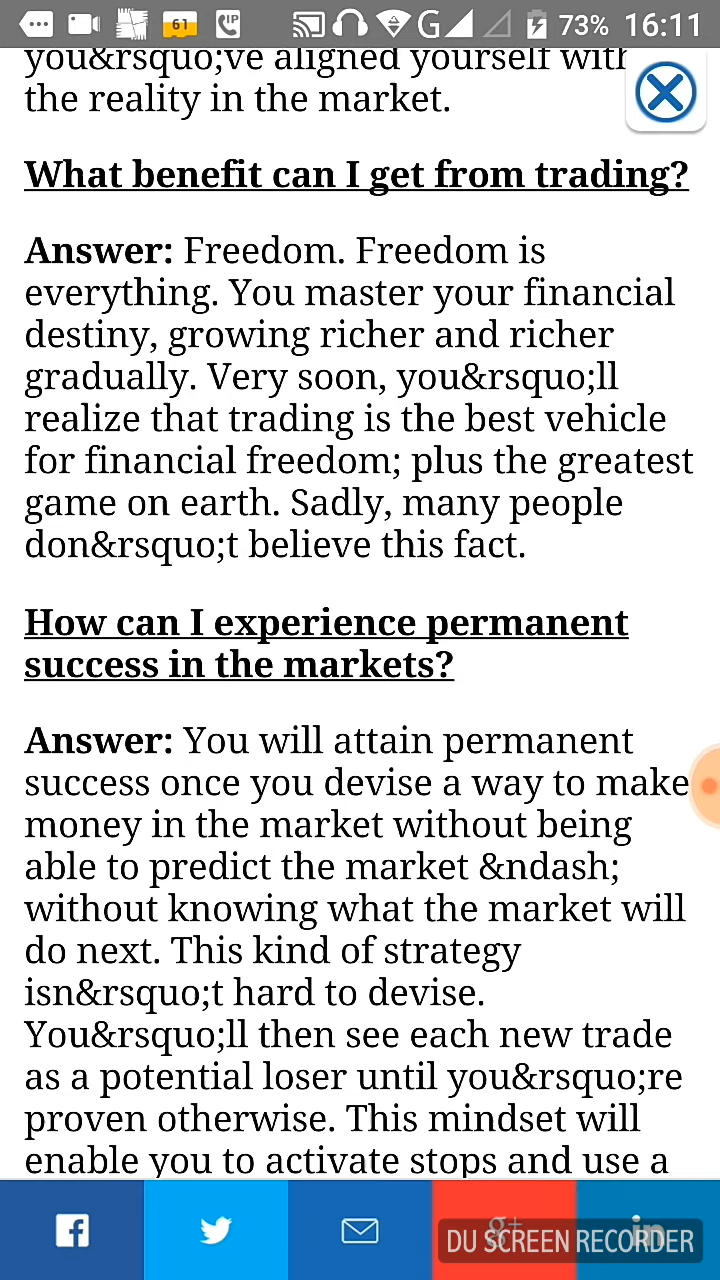 61
G
73% 16:11
you&rsquo;ve aligned yourself with
the reality in the market.
What benefit can I get from trading?
Answer: Freedom. Freedom is
everything. You master your financial
destiny, growing richer and richer
gradually. Very soon, you&rsquo;ll
realize that trading is the best vehicle
for financial freedom; plus the greatest
game on earth. Sadly, many people
don&rsquo;t believe this fact.
How can I experience permanent
success in the markets?
Answer: You will attain permanent
success once you devise a way to make
money in the market without being
able to predict the market &ndash;
without knowing what the market will
do next. This kind of strategy
isn&rsquo;t hard to devise.
You&rsquo;ll then see each new trade
as a potential loser until you&rsquo;re
proven otherwise. This mindset will
enable you to activate stops and use a
DU SCREEN RECORDER